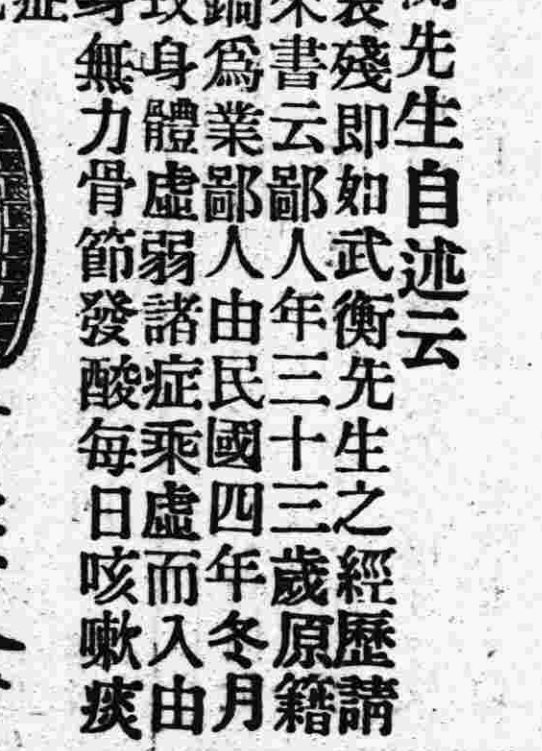 先生自述云
殘即如武衡先生之經歷請
書云鄙人年三十三歲原籍
鍋爲業鄙人由民國四年冬月
身體虛弱諸症乘虛而入由
身無力骨節發酸每日咳嗽痰
症